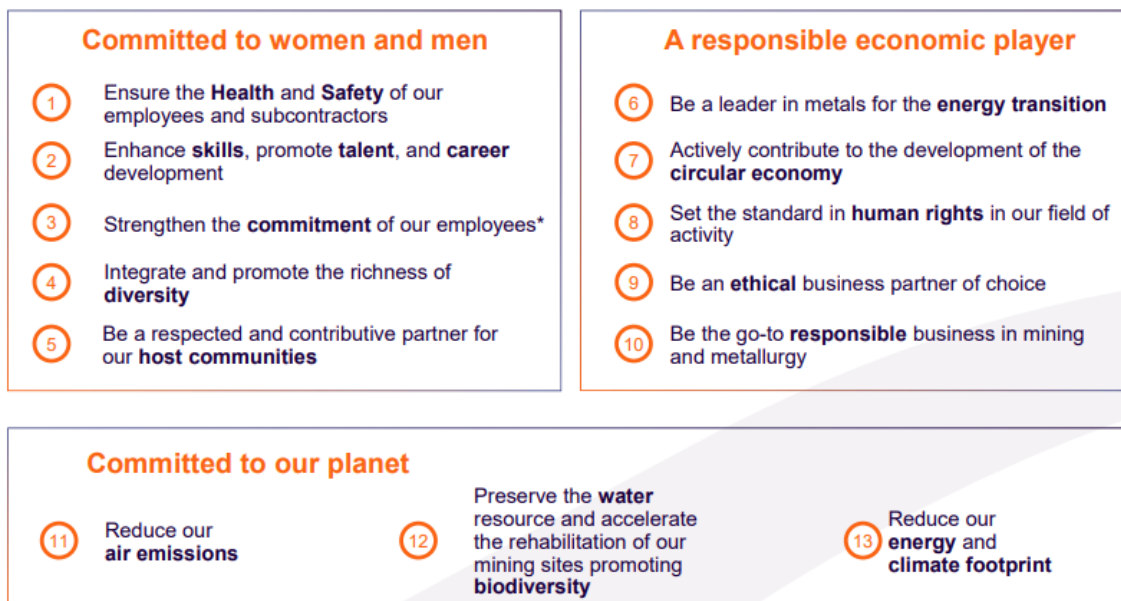 Committed to women and men
1 Ensure the Health and Safety of our
employees and subcontractors
2 Enhance skills, promote talent, and career
development
3 Strengthen the commitment of our employees*
4 Integrate and promote the richness of
diversity
5 Be a respected and contributive partner for
our host communities
A responsible economic player
6 Be a leader in metals for the energy transition
7 Actively contribute to the development of the
circular economy
8 Set the standard in human rights in our field of
activity
9 Be an ethical business partner of choice
10 Be the go-to responsible business in mining
and metallurgy
Committed to our planet
11 Reduce our
air emissions
12 Preserve the water
resource and accelerate
the rehabilitation of our
mining sites promoting
biodiversity
13 Reduce our
energy and
climate footprint